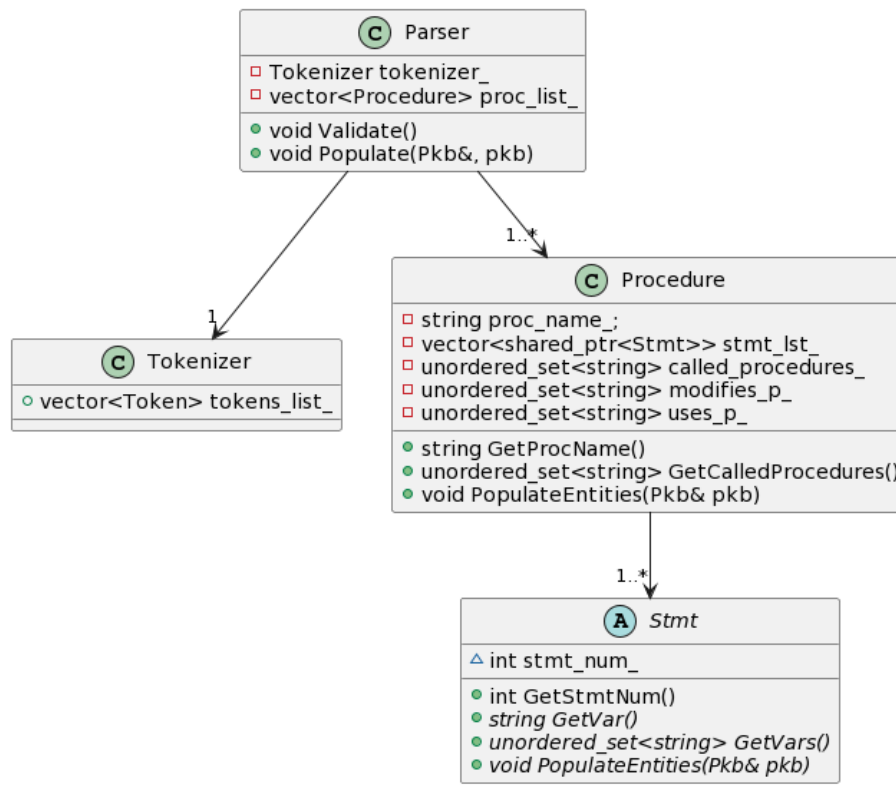 C Parser
Tokenizer tokenizer_
vector<Procedure> proc_list_
void Validate()
void Populate(Pkb&, pkb)
1..*
1
C Procedure
string proc_name_;
vector<shared_ptr<Stmt>> stmt_lst_
unordered_set<string> called_procedures_
unordered_set<string> modifies_p_
unordered_set<string> uses_p_
string GetProcName()
unordered_set<string> GetCalledProcedures()
void PopulateEntities(Pkb& pkb)
C Tokenizer
vector<Token> tokens_list_
1..*
A Stmt
int stmt_num_
int GetStmtNum()
string GetVar()
unordered_set<string> GetVars()
void PopulateEntities(Pkb& pkb)